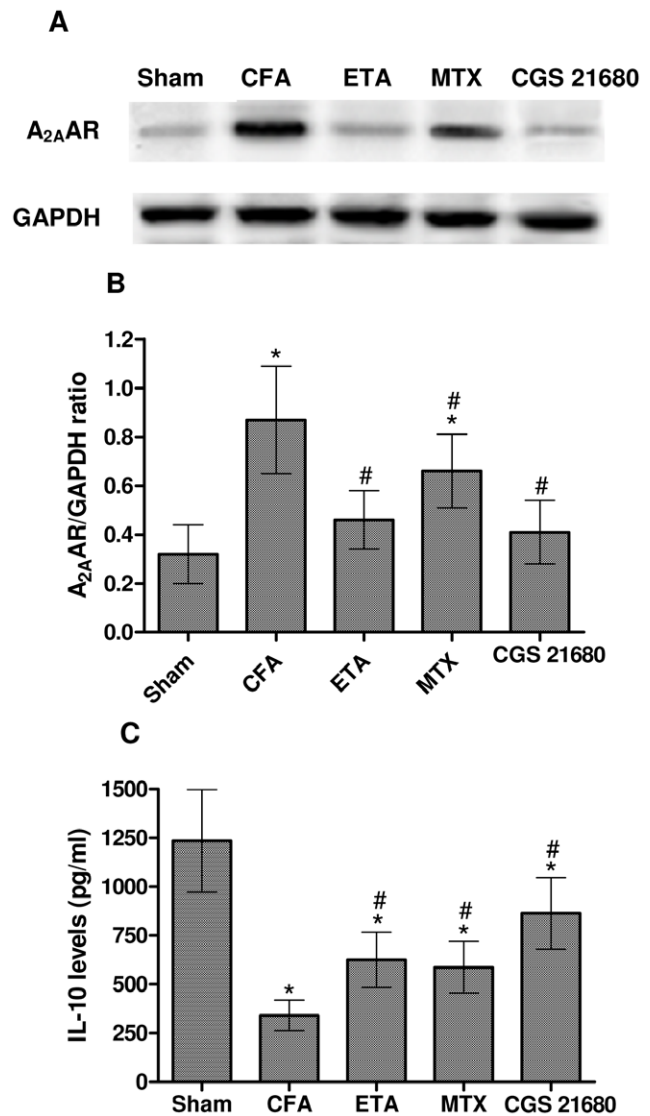 A
Sham CFA ETA MTX CGS 21680
A2AAR
GAPDH
B
A2AAR/GAPDH ratio
1.2
1.0
0.8
0.6
0.4
0.2
0.0
*
#
#
*
#
Sham CFA ETA MTX CGS 21680
C
IL-10 levels (pg/ml)
1500
1250
1000
750
500
250
0
*
#
*
#
*
#
*
Sham CFA ETA MTX CGS 21680